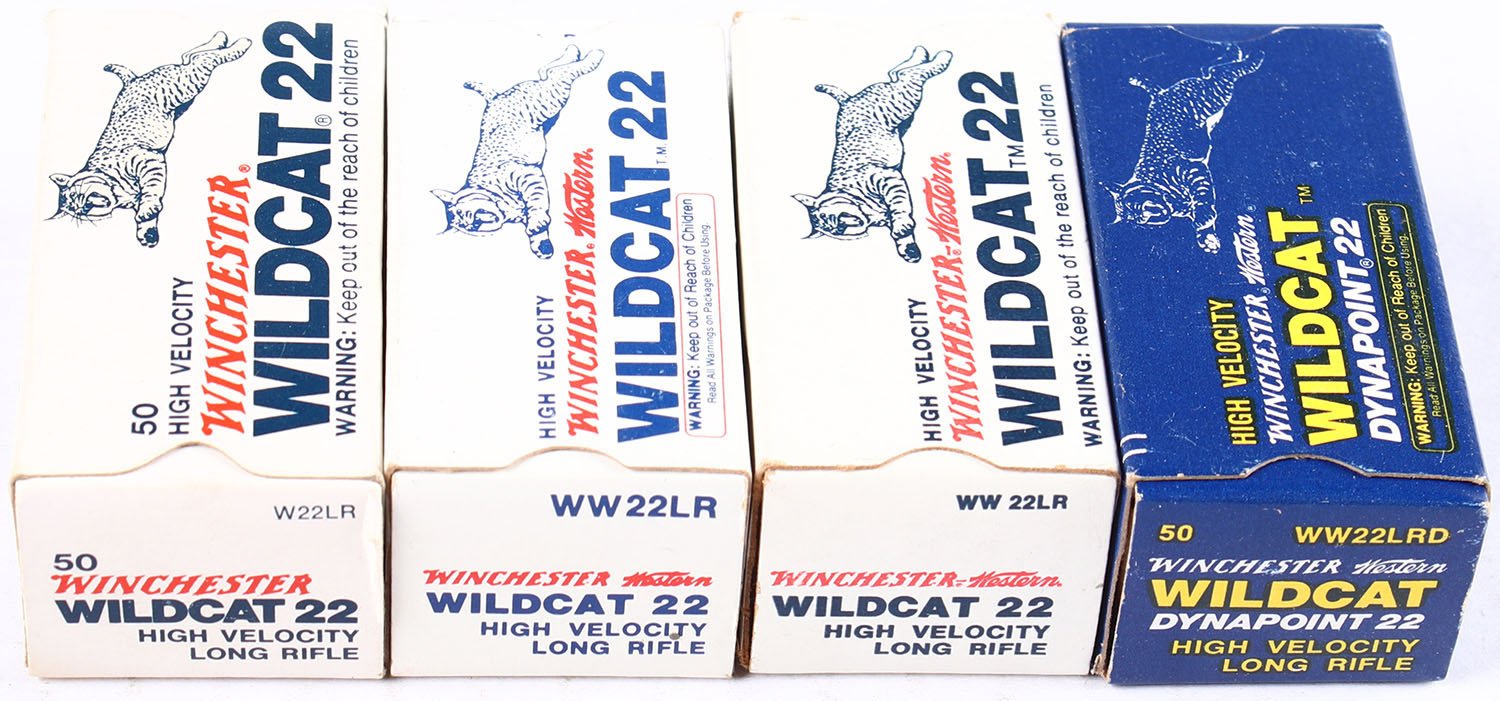 50
HIGH VELOCITY
WINCHESTER®
WILDCAT® 22
WARNING: Keep out of the reach of children
W22LR
50
WINCHESTER
WILDCAT 22
HIGH VELOCITY
LONG RIFLE
HIGH VELOCITY
WINCHESTER® Western®
WILDCAT T.M. 22
WARNING: Keep out of Reach of Children
Read All Warnings on Package Before Using.
WW22LR
WINCHESTER Western
WILDCAT 22
HIGH VELOCITY
LONG RIFLE
HIGH VELOCITY
WINCHESTER-Western®
WILDCAT™ 22
WARNING: Keep out of the reach of children
WW 22LR
WINCHESTER-Western®
WILDCAT 22
HIGH VELOCITY
LONG RIFLE
HIGH VELOCITY
WINCHESTER® Western®
WILDCAT™
DYNAPOINT® 22
WARNING: Keep out of Reach of Children
Read All Warnings on Package Before Using.
50 WW22LRD
WINCHESTER Western
WILDCAT
DYNAPOINT 22
HIGH VELOCITY
LONG RIFLE